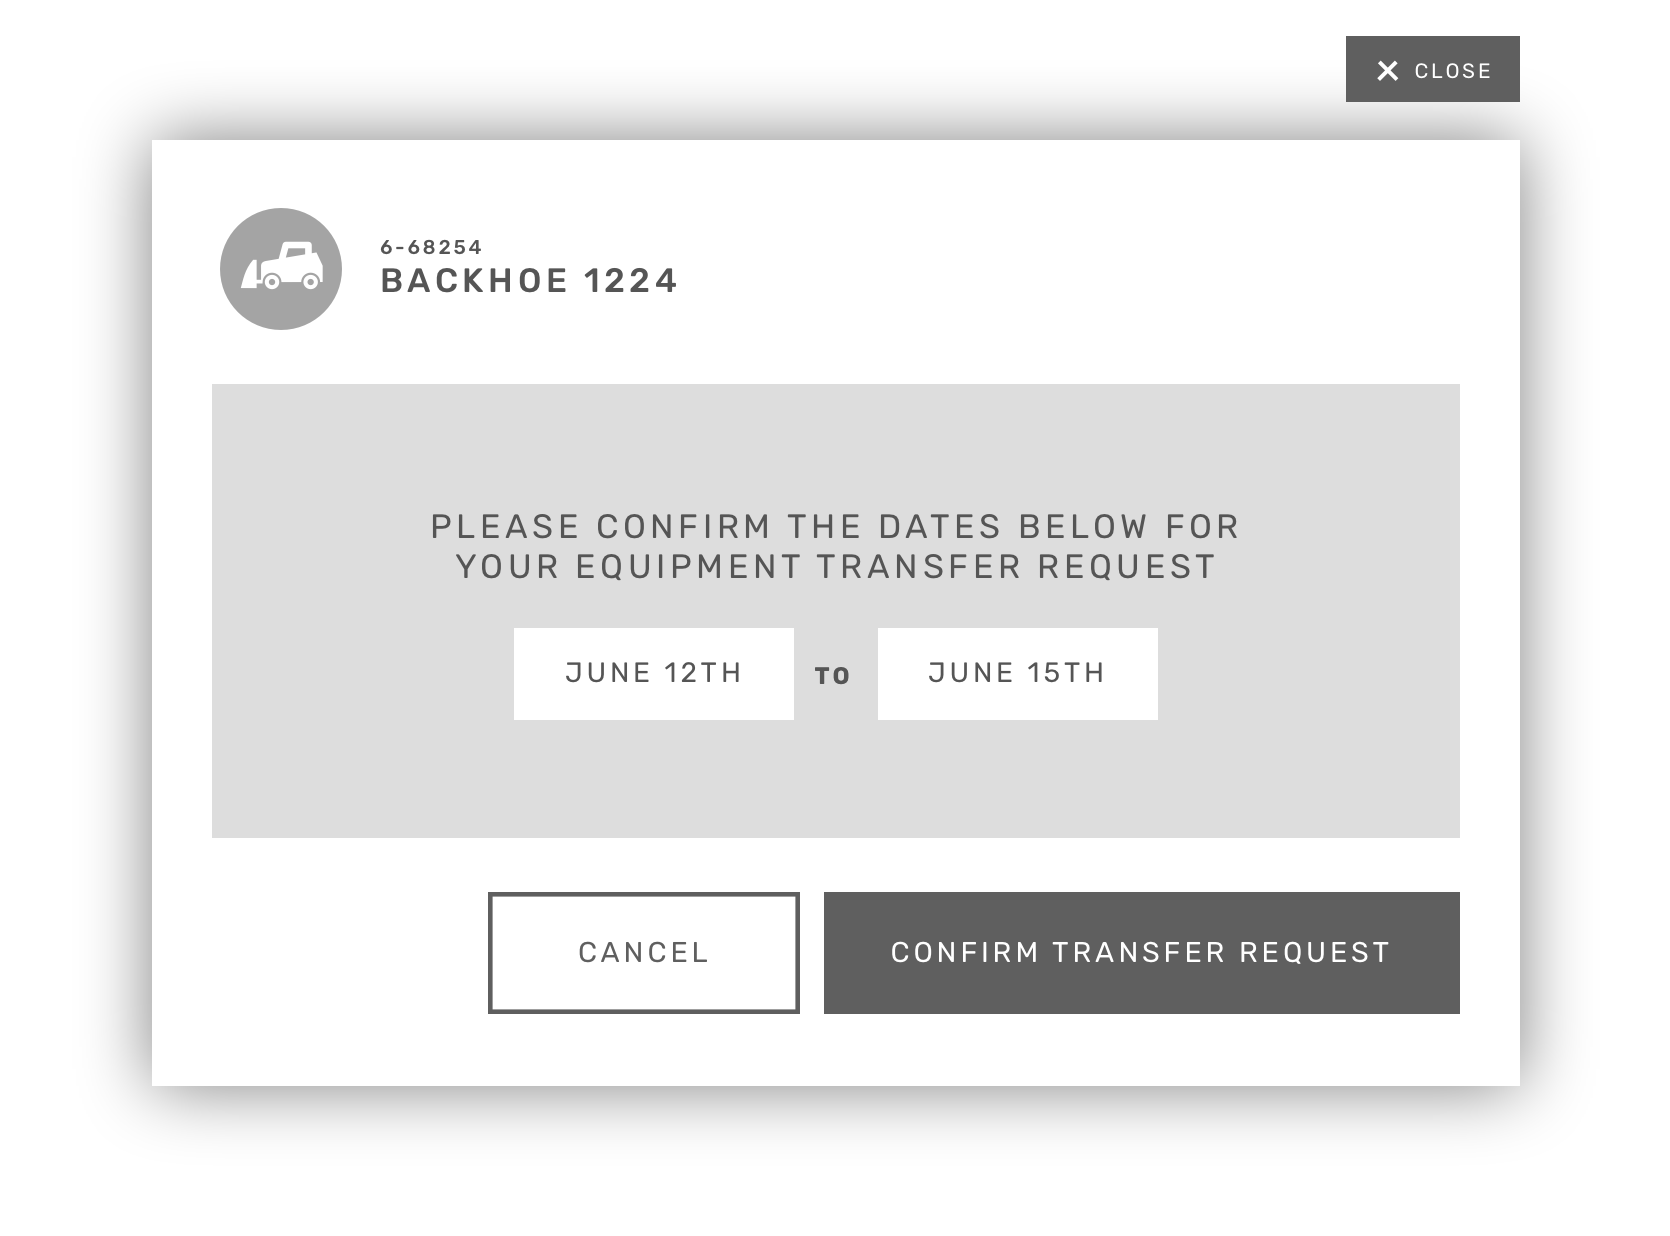 CLOSE
6-68254
BACKHOE 1224
PLEASE CONFIRM THE DATES BELOW FOR
YOUR EQUIPMENT TRANSFER REQUEST
JUNE 12TH TO JUNE 15TH
CANCEL CONFIRM TRANSFER REQUEST